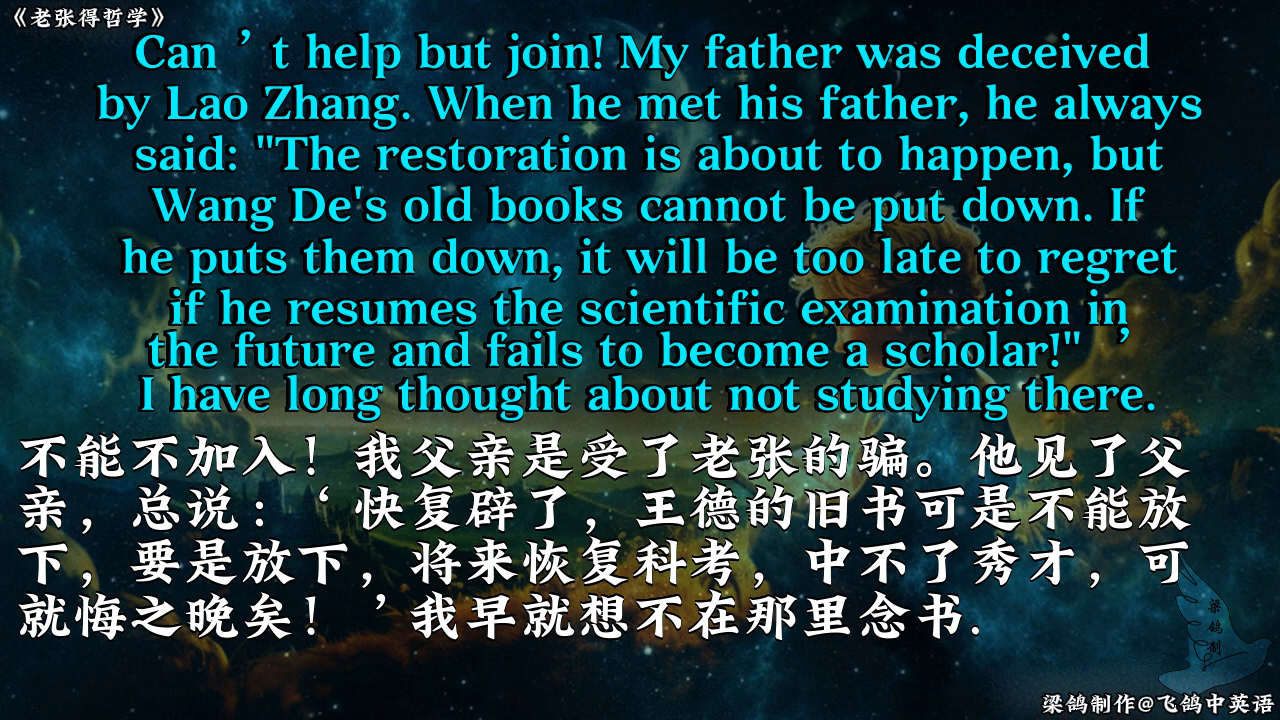 《老张得哲学》
Can ’ t help but join! My father was deceived
by Lao Zhang. When he met his father, he always
said: "The restoration is about to happen, but
Wang De's old books cannot be put down. If
he puts them down, it will be too late to regret
if he resumes the scientific examination in
the future and fails to become a scholar!" ’
I have long thought about not studying there.
不能不加入！我父亲是受了老张的骗。他见了父
亲，总说：‘快复辟了，王德的旧书可是不能放
下，要是放下，将来恢复科考，中不了秀才，可
就悔之晚矣！’我早就想不在那里念书.
梁鸽制
梁鸽制作@飞鸽中英语